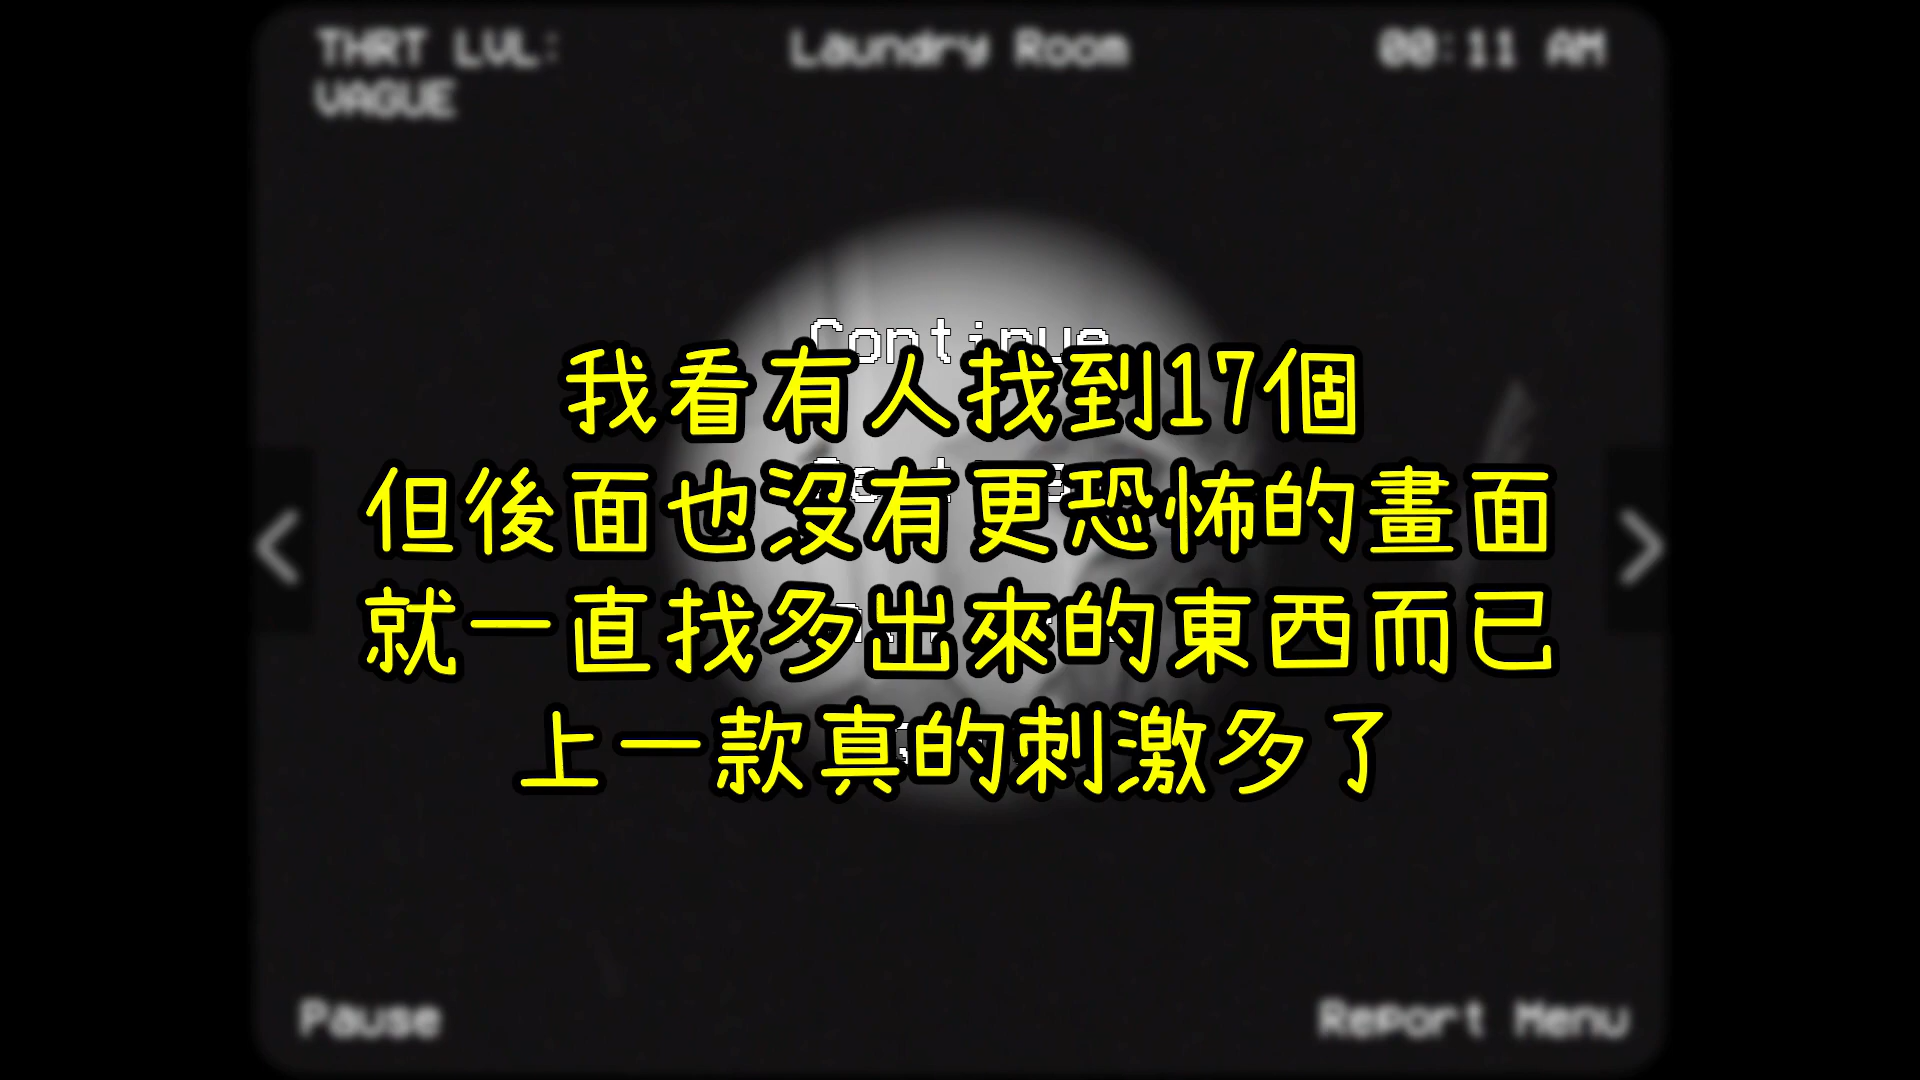 THRT LVL:
VAGUE
Laundry Room
00:11 AM
Continue
我看有人找到17個
但後面也沒有更恐怖的畫面
就一直找多出來的東西而已
上一款真的刺激多了
Pause
Report Menu